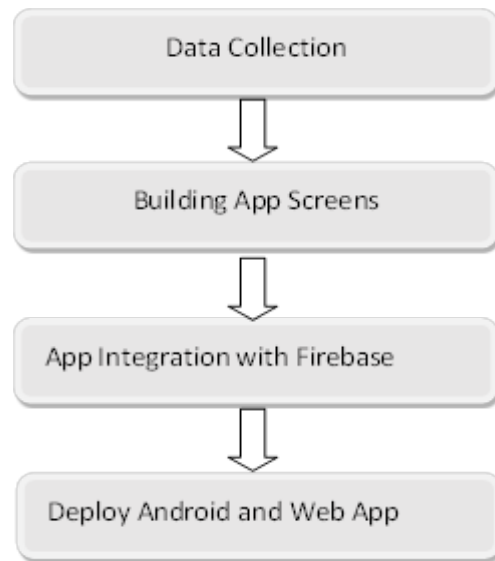 Data Collection
Building App Screens
App Integration with Firebase
Deploy Android and Web App